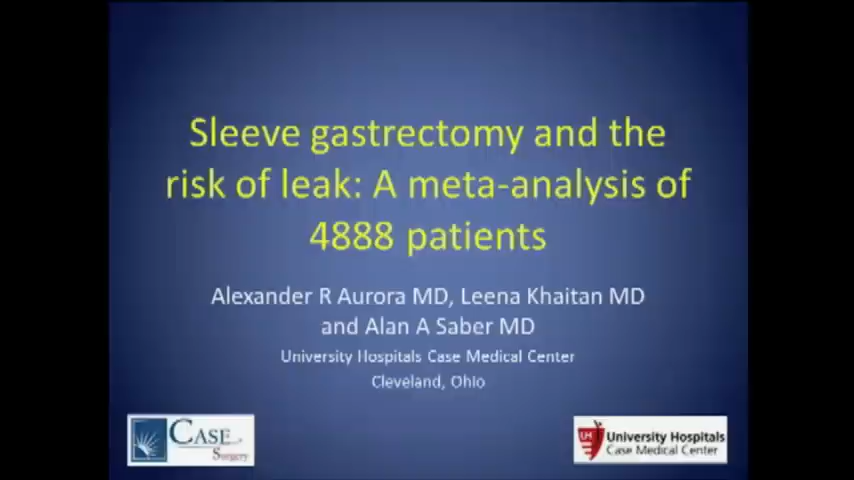 Sleeve gastrectomy and the
risk of leak: A meta-analysis of
4888 patients
Alexander R Aurora MD, Leena Khaitan MD
and Alan A Saber MD
University Hospitals Case Medical Center
Cleveland, Ohio
CASE
Surgery
UH
University Hospitals
Case Medical Center